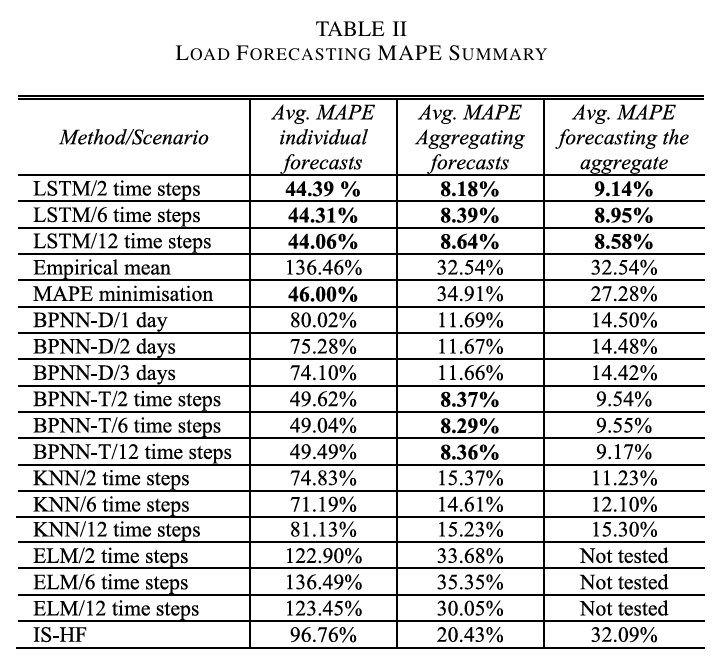 TABLE II
LOAD FORECASTING MAPE SUMMARY
Method/Scenario Avg. MAPE individual forecasts Avg. MAPE Aggregating forecasts Avg. MAPE forecasting the aggregate
LSTM/2 time steps 44.39 % 8.18% 9.14%
LSTM/6 time steps 44.31% 8.39% 8.95%
LSTM/12 time steps 44.06% 8.64% 8.58%
Empirical mean 136.46% 32.54% 32.54%
MAPE minimisation 46.00% 34.91% 27.28%
BPNN-D/1 day 80.02% 11.69% 14.50%
BPNN-D/2 days 75.28% 11.67% 14.48%
BPNN-D/3 days 74.10% 11.66% 14.42%
BPNN-T/2 time steps 49.62% 8.37% 9.54%
BPNN-T/6 time steps 49.04% 8.29% 9.55%
BPNN-T/12 time steps 49.49% 8.36% 9.17%
KNN/2 time steps 74.83% 15.37% 11.23%
KNN/6 time steps 71.19% 14.61% 12.10%
KNN/12 time steps 81.13% 15.23% 15.30%
ELM/2 time steps 122.90% 33.68% Not tested
ELM/6 time steps 136.49% 35.35% Not tested
ELM/12 time steps 123.45% 30.05% Not tested
IS-HF 96.76% 20.43% 32.09%